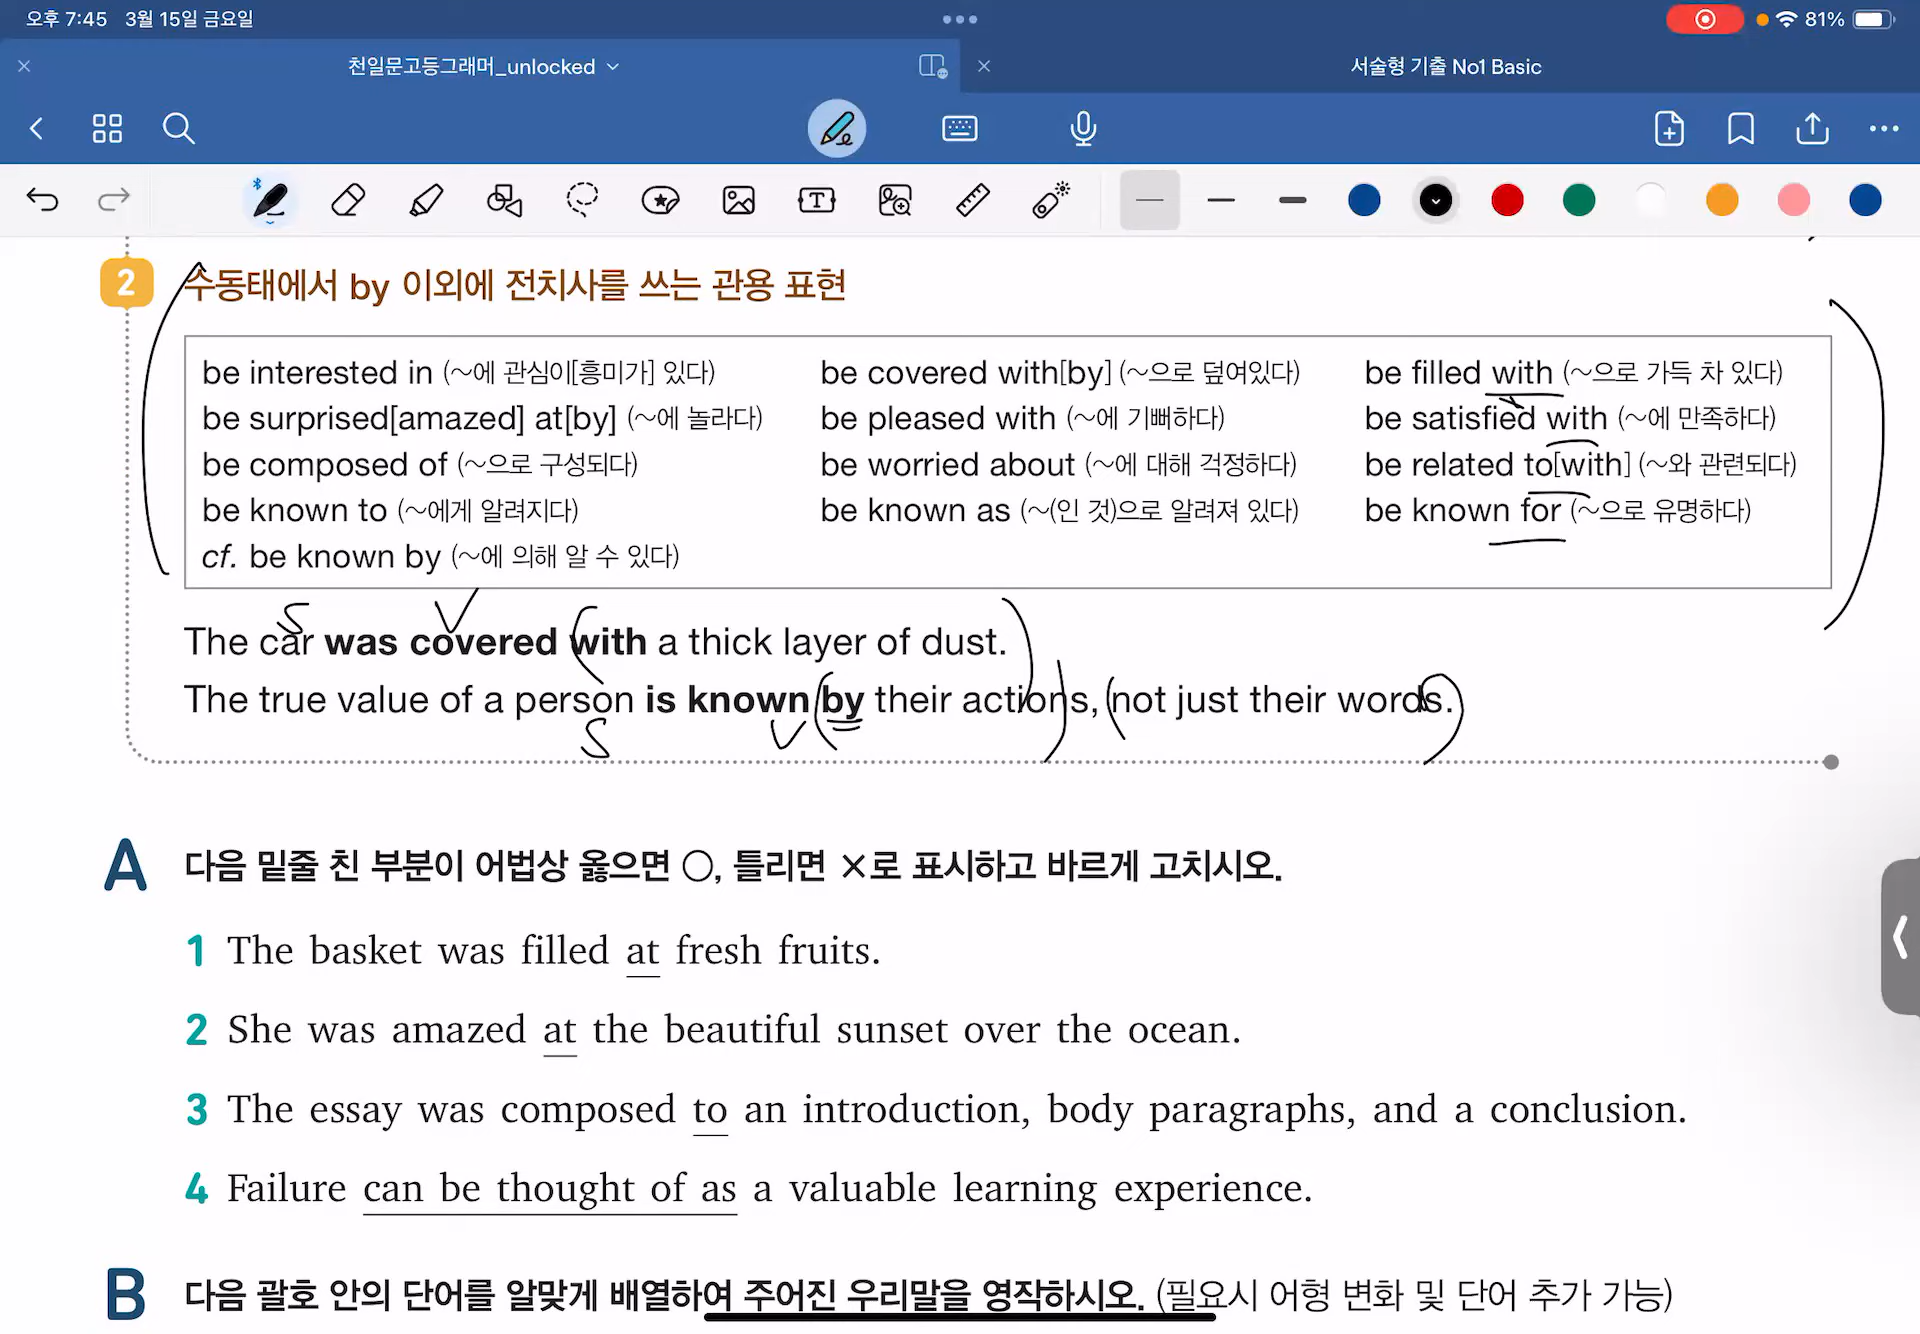 오후 7:45 3월 15일 금요일
81%
천일문고등그래머_unlocked
서술형 기출 No1 Basic
2 수동태에서 by 이외에 전치사를 쓰는 관용 표현
be interested in (~에 관심이[흥미가] 있다) be covered with[by] (~으로 덮여있다) be filled with (~으로 가득 차 있다)
be surprised[amazed] at[by] (~에 놀라다) be pleased with (~에 기뻐하다) be satisfied with (~에 만족하다)
be composed of (~으로 구성되다) be worried about (~에 대해 걱정하다) be related to[with] (~와 관련되다)
be known to (~에게 알려지다) be known as (~(인 것)으로 알려져 있다) be known for (~으로 유명하다)
cf. be known by (~에 의해 알 수 있다)
S V
The car was covered with a thick layer of dust.
The true value of a person is known by their actions, not just their words.
S V
A 다음 밑줄 친 부분이 어법상 옳으면 ○, 틀리면 ×로 표시하고 바르게 고치시오.
1 The basket was filled at fresh fruits.
2 She was amazed at the beautiful sunset over the ocean.
3 The essay was composed to an introduction, body paragraphs, and a conclusion.
4 Failure can be thought of as a valuable learning experience.
B 다음 괄호 안의 단어를 알맞게 배열하여 주어진 우리말을 영작하시오. (필요시 어형 변화 및 단어 추가 가능)